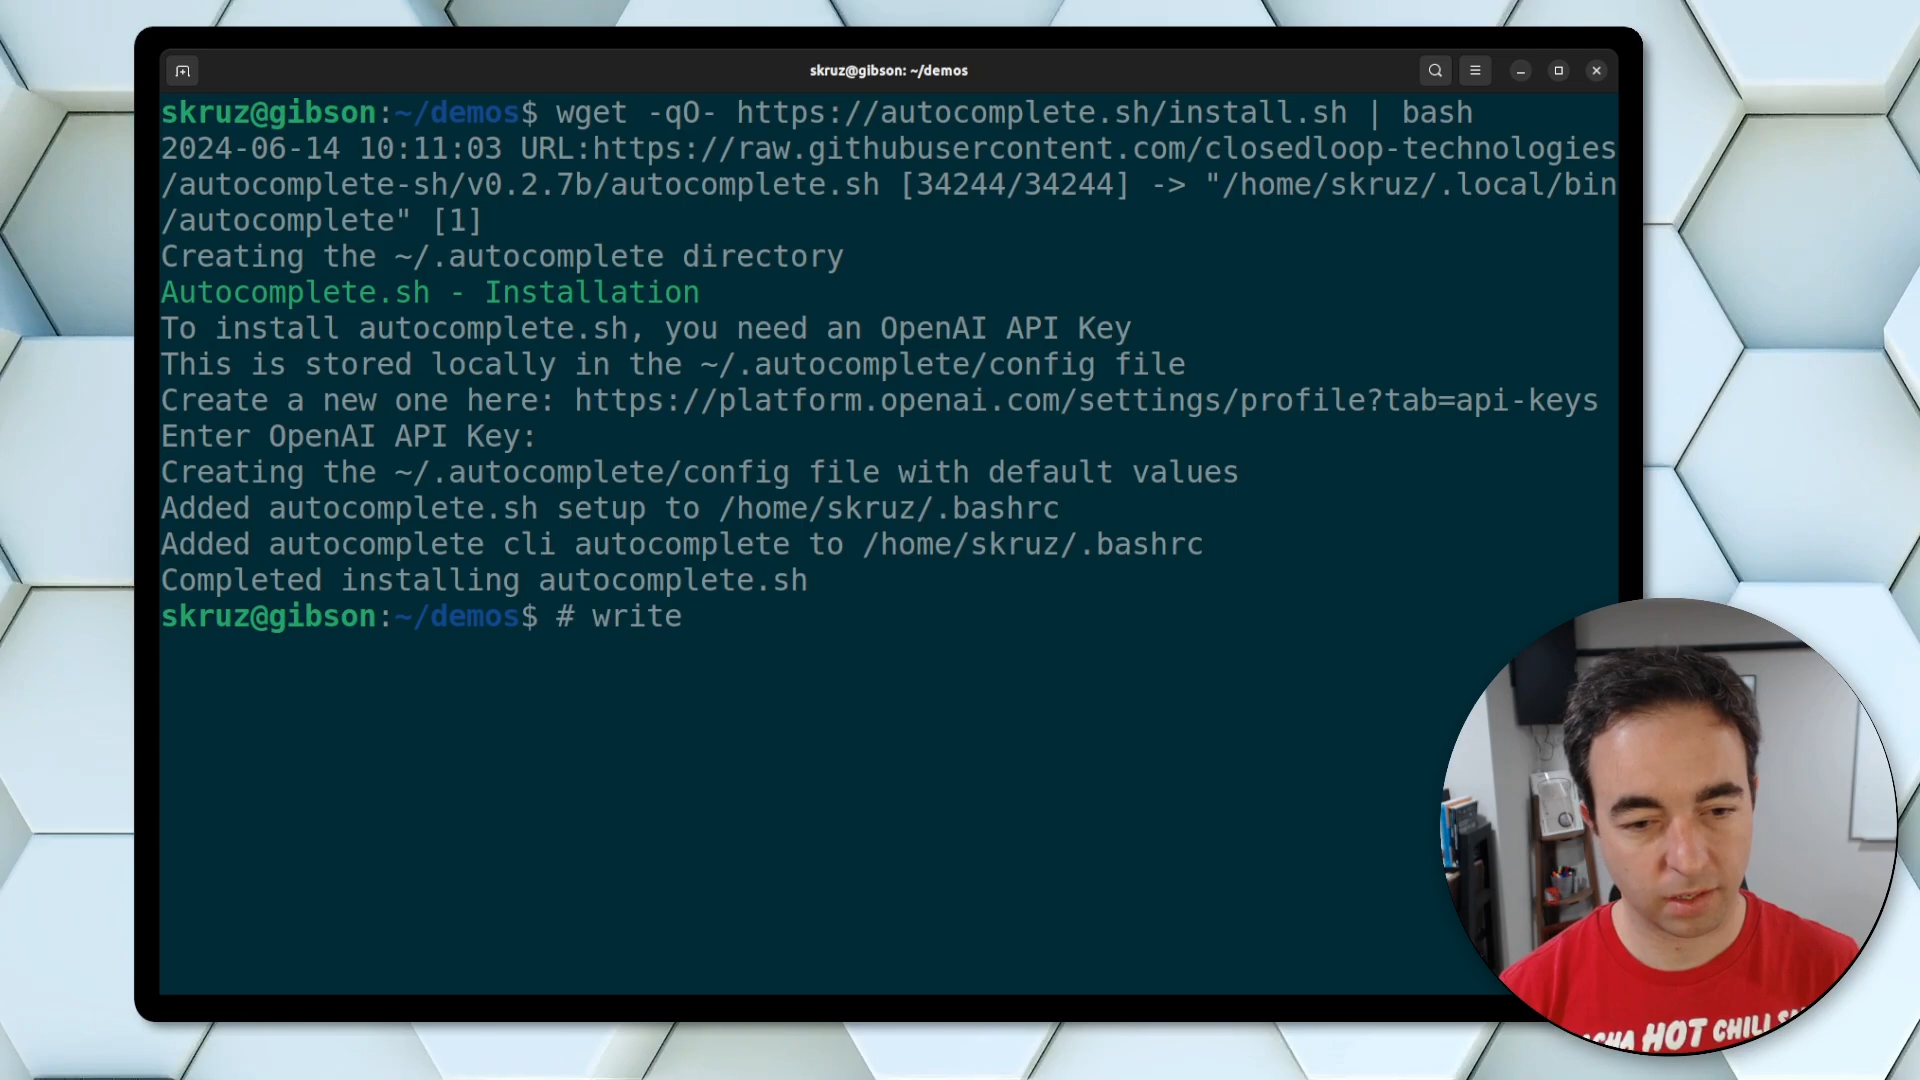 skruz@gibson: ~/demos
skruz@gibson:~/demos$ wget -qO- https://autocomplete.sh/install.sh | bash
2024-06-14 10:11:03 URL:https://raw.githubusercontent.com/closedloop-technologies
/autocomplete-sh/v0.2.7b/autocomplete.sh [34244/34244] -> "/home/skruz/.local/bin
/autocomplete" [1]
Creating the ~/.autocomplete directory
Autocomplete.sh - Installation
To install autocomplete.sh, you need an OpenAI API Key
This is stored locally in the ~/.autocomplete/config file
Create a new one here: https://platform.openai.com/settings/profile?tab=api-keys
Enter OpenAI API Key:
Creating the ~/.autocomplete/config file with default values
Added autocomplete.sh setup to /home/skruz/.bashrc
Added autocomplete cli autocomplete to /home/skruz/.bashrc
Completed installing autocomplete.sh
skruz@gibson:~/demos$ # write
HOT CHILI